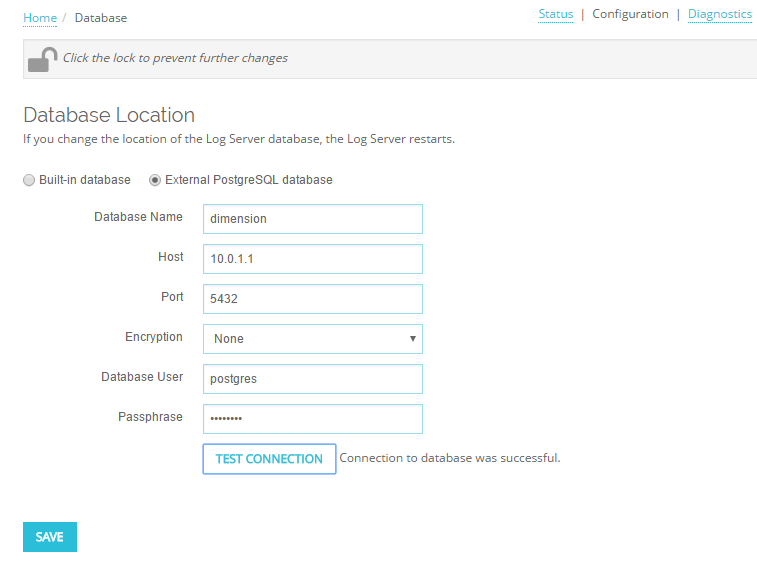 Home / Database
Status | Configuration | Diagnostics
Click the lock to prevent further changes
Database Location
If you change the location of the Log Server database, the Log Server restarts.
Built-in database External PostgreSQL database
Database Name dimension
Host 10.0.1.1
Port 5432
Encryption None
Database User postgres
Passphrase ••••••••
TEST CONNECTION Connection to database was successful.
SAVE